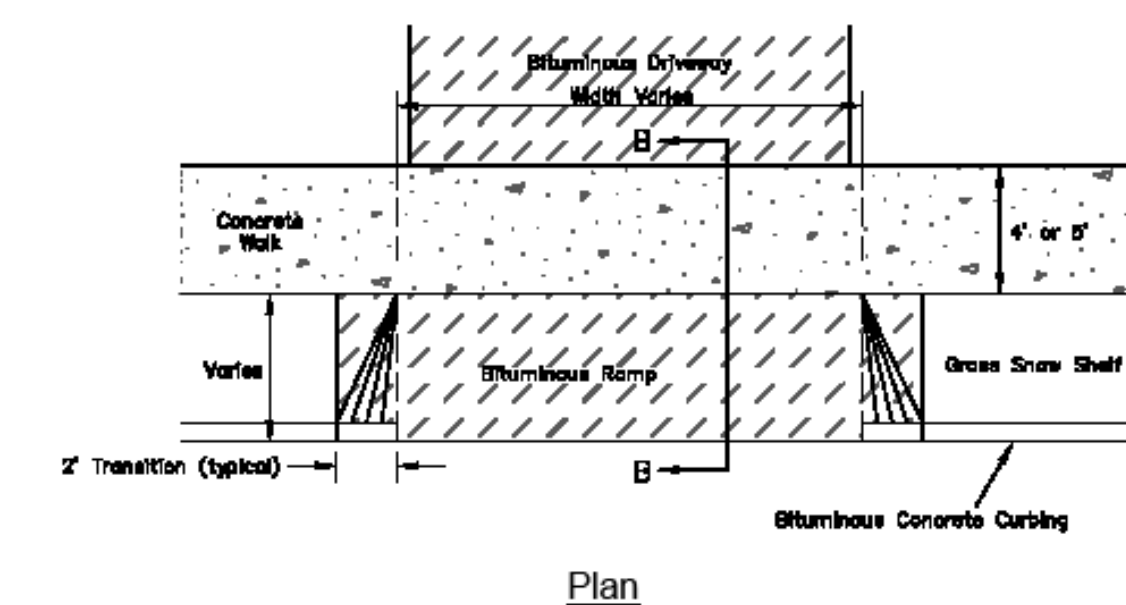 Bituminous Driveway
Width Varies
B
Concrete
Walk
4' or 5'
Varies
Bituminous Ramp
Grass Snow Shelf
2' Transition (typical)
B
Bituminous Concrete Curbing
Plan